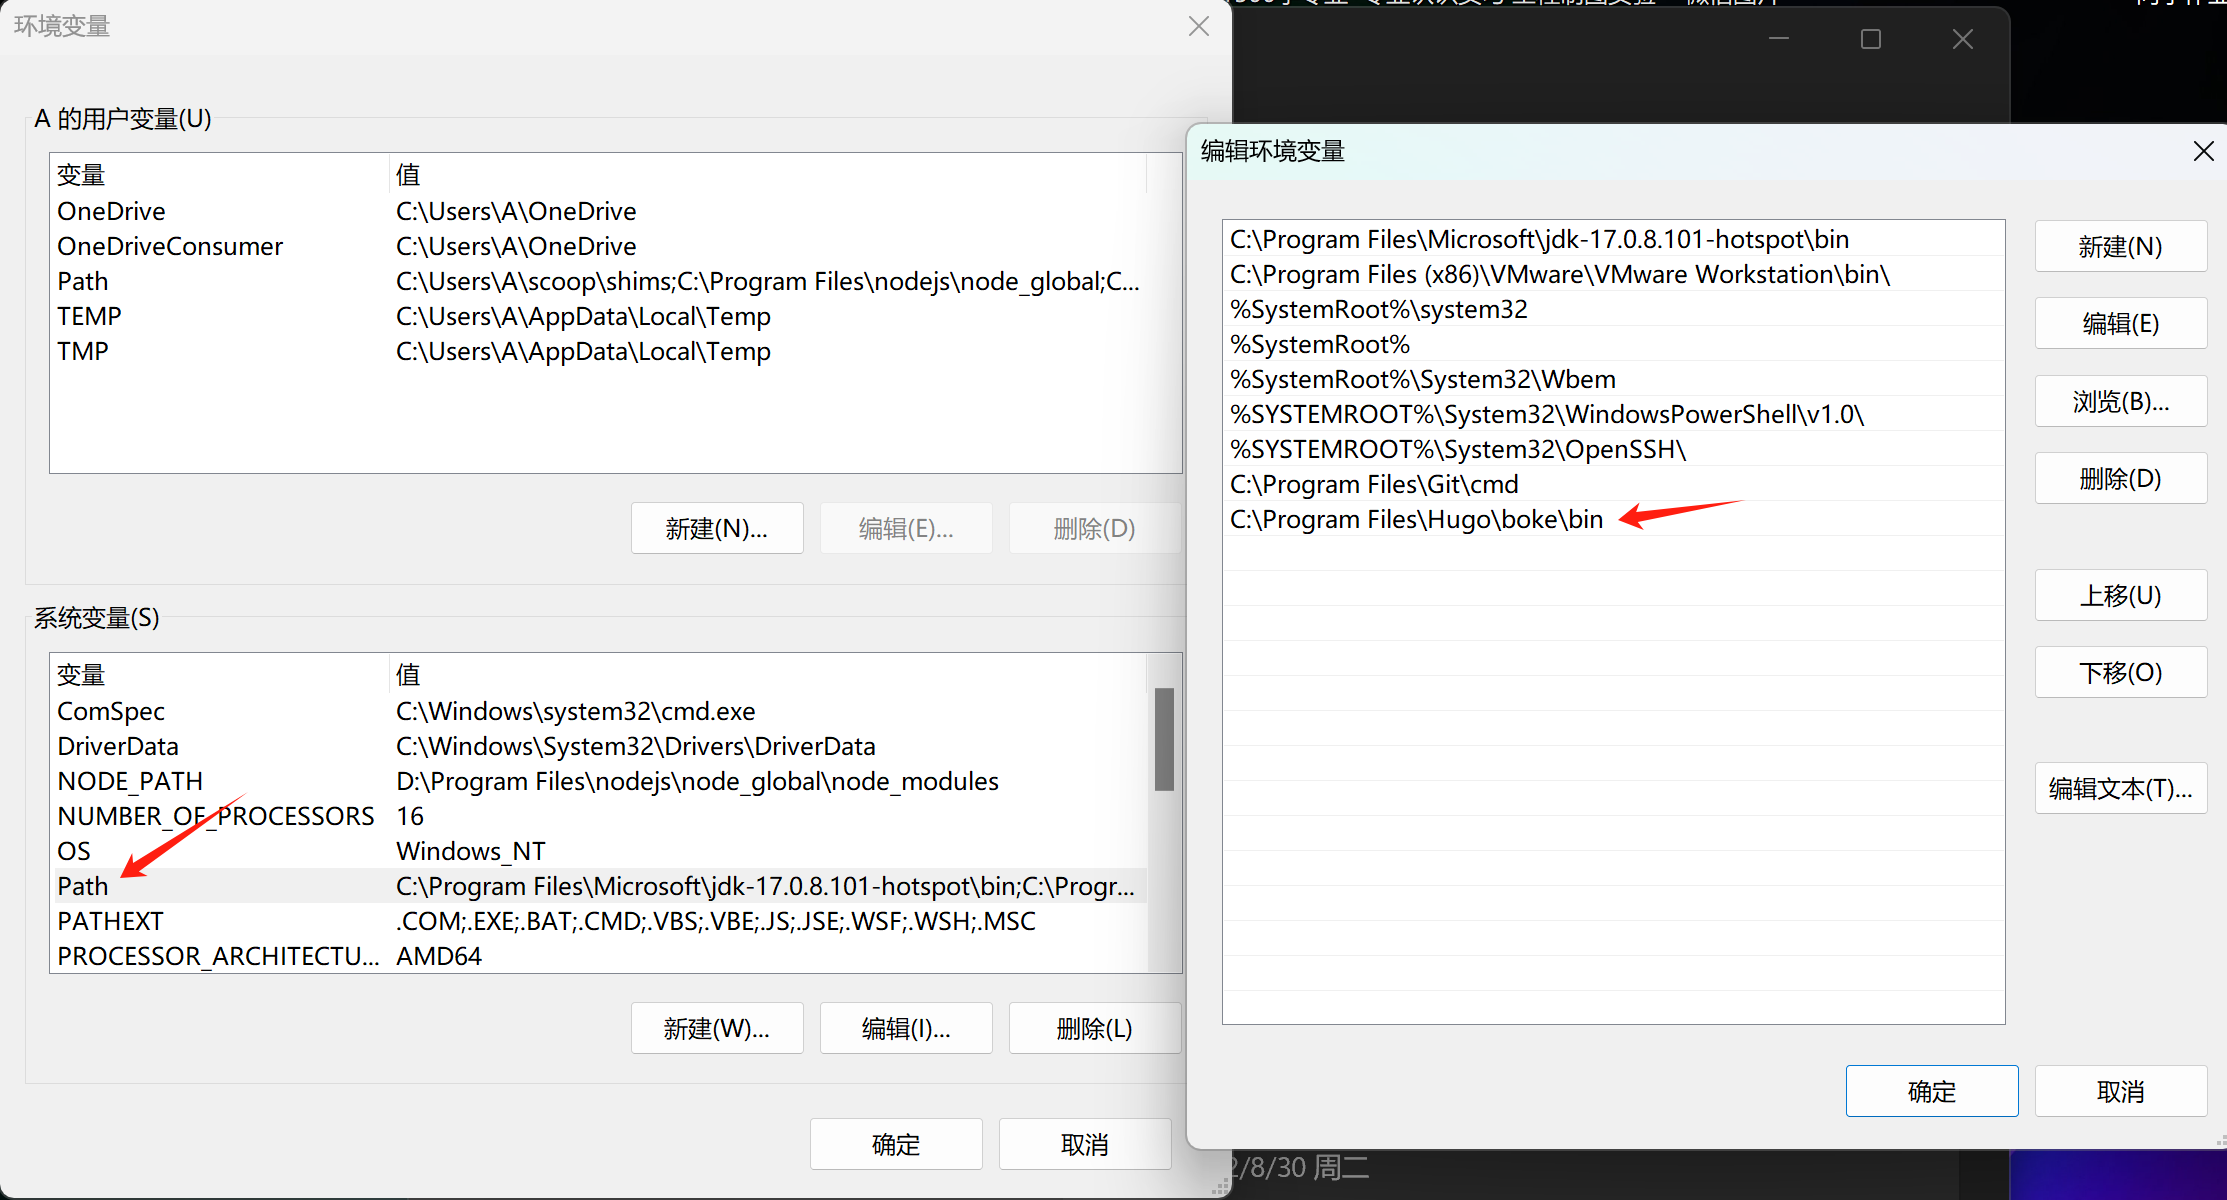 环境变量
A 的用户变量(U)
变量 值
OneDrive C:\Users\A\OneDrive
OneDriveConsumer C:\Users\A\OneDrive
Path C:\Users\A\scoop\shims;C:\Program Files\nodejs\node_global;C...
TEMP C:\Users\A\AppData\Local\Temp
TMP C:\Users\A\AppData\Local\Temp
新建(N)... 编辑(E)... 删除(D)
系统变量(S)
变量 值
ComSpec C:\Windows\system32\cmd.exe
DriverData C:\Windows\System32\Drivers\DriverData
NODE_PATH D:\Program Files\nodejs\node_global\node_modules
NUMBER_OF_PROCESSORS 16
OS Windows_NT
Path C:\Program Files\Microsoft\jdk-17.0.8.101-hotspot\bin;C:\Progr...
PATHEXT .COM;.EXE;.BAT;.CMD;.VBS;.VBE;.JS;.JSE;.WSF;.WSH;.MSC
PROCESSOR_ARCHITECTU... AMD64
新建(W)... 编辑(I)... 删除(L)
确定 取消
编辑环境变量
C:\Program Files\Microsoft\jdk-17.0.8.101-hotspot\bin
C:\Program Files (x86)\VMware\VMware Workstation\bin\
%SystemRoot%\system32
%SystemRoot%
%SystemRoot%\System32\Wbem
%SYSTEMROOT%\System32\WindowsPowerShell\v1.0\
%SYSTEMROOT%\System32\OpenSSH\
C:\Program Files\Git\cmd
C:\Program Files\Hugo\boke\bin
新建(N)
编辑(E)
浏览(B)...
删除(D)
上移(U)
下移(O)
编辑文本(T)...
确定 取消
2/8/30 周二